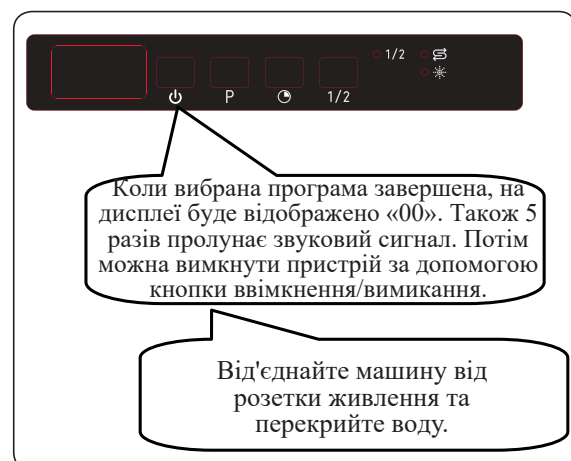 1/2
P 1/2
Коли вибрана програма завершена, на
дисплеї буде відображено «00». Також 5
разів пролунає звуковий сигнал. Потім
можна вимкнути пристрій за допомогою
кнопки ввімкнення/вимикання.
Від'єднайте машину від
розетки живлення та
перекрийте воду.